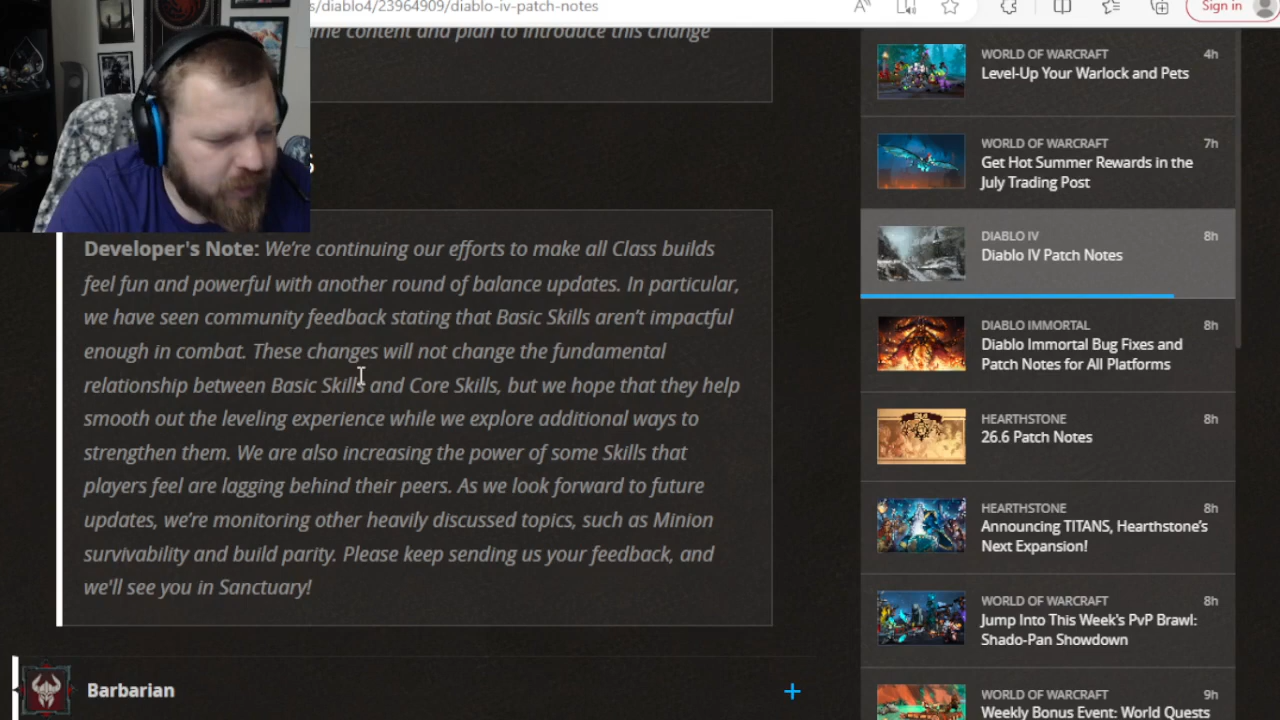 s/diablo4/23964909/diablo-iv-patch-notes
Sign in
me content and plan to introduce this change
s
Developer's Note: We're continuing our efforts to make all Class builds
feel fun and powerful with another round of balance updates. In particular,
we have seen community feedback stating that Basic Skills aren't impactful
enough in combat. These changes will not change the fundamental
relationship between Basic Skills and Core Skills, but we hope that they help
smooth out the leveling experience while we explore additional ways to
strengthen them. We are also increasing the power of some Skills that
players feel are lagging behind their peers. As we look forward to future
updates, we're monitoring other heavily discussed topics, such as Minion
survivability and build parity. Please keep sending us your feedback, and
we'll see you in Sanctuary!
Barbarian
+
WORLD OF WARCRAFT 4h
Level-Up Your Warlock and Pets
WORLD OF WARCRAFT 7h
Get Hot Summer Rewards in the
July Trading Post
DIABLO IV 8h
Diablo IV Patch Notes
DIABLO IMMORTAL 8h
Diablo Immortal Bug Fixes and
Patch Notes for All Platforms
HEARTHSTONE 8h
26.6 Patch Notes
HEARTHSTONE 8h
Announcing TITANS, Hearthstone's
Next Expansion!
WORLD OF WARCRAFT 8h
Jump Into This Week's PvP Brawl:
Shado-Pan Showdown
WORLD OF WARCRAFT 9h
Weekly Bonus Event: World Quests